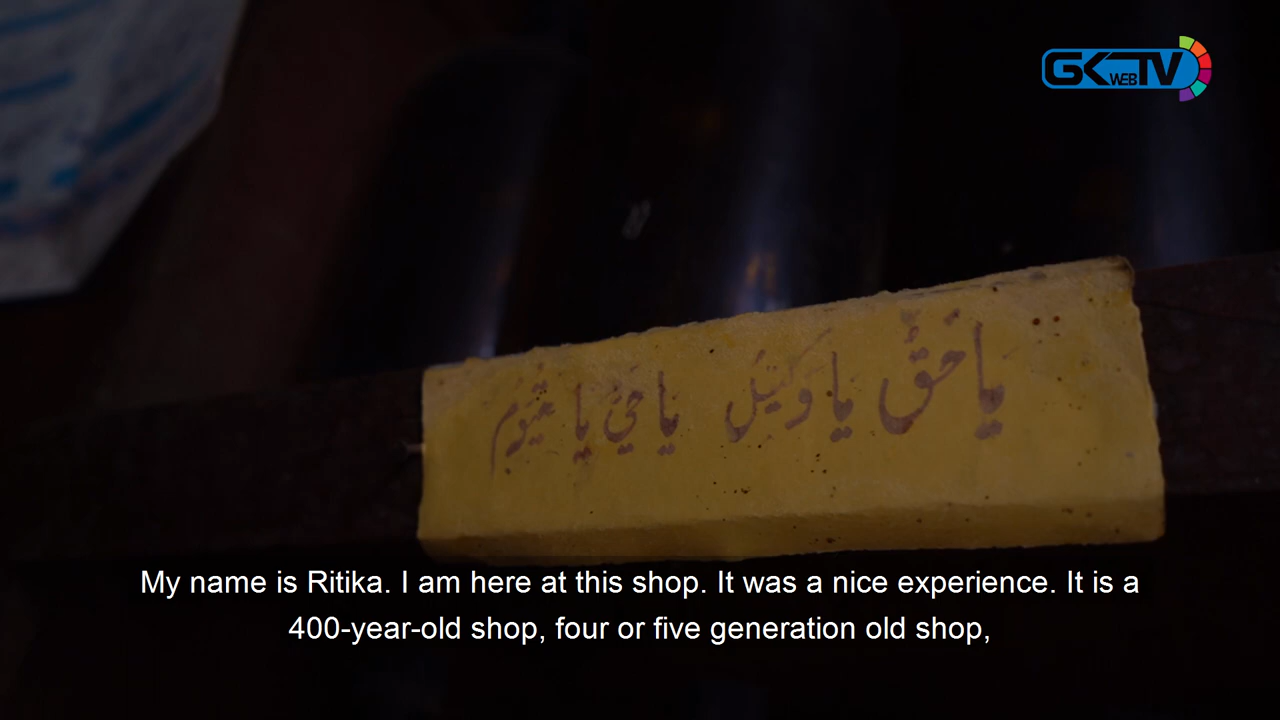 GK WEB TV
یا حق یا وکیل یا حی یا قیوم
My name is Ritika. I am here at this shop. It was a nice experience. It is a
400-year-old shop, four or five generation old shop,